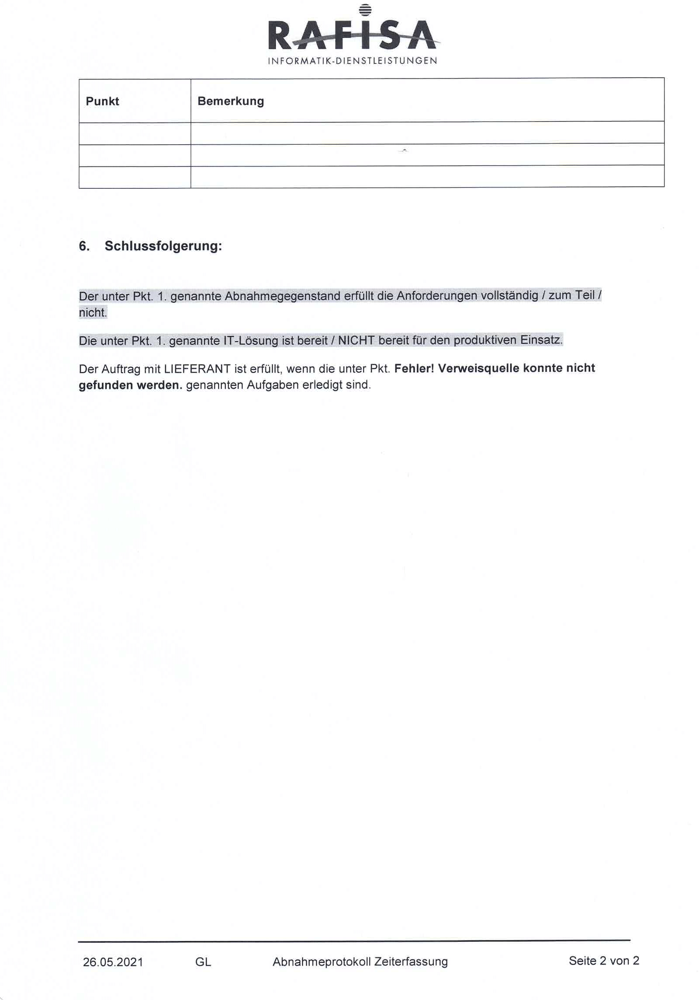 RAFISA
INFORMATIK-DIENSTLEISTUNGEN
Punkt Bemerkung
6. Schlussfolgerung:
Der unter Pkt. 1. genannte Abnahmegegenstand erfüllt die Anforderungen vollständig / zum Teil /
nicht.
Die unter Pkt. 1. genannte IT-Lösung ist bereit / NICHT bereit für den produktiven Einsatz.
Der Auftrag mit LIEFERANT ist erfüllt, wenn die unter Pkt. Fehler! Verweisquelle konnte nicht
gefunden werden. genannten Aufgaben erledigt sind.
26.05.2021 GL Abnahmeprotokoll Zeiterfassung Seite 2 von 2